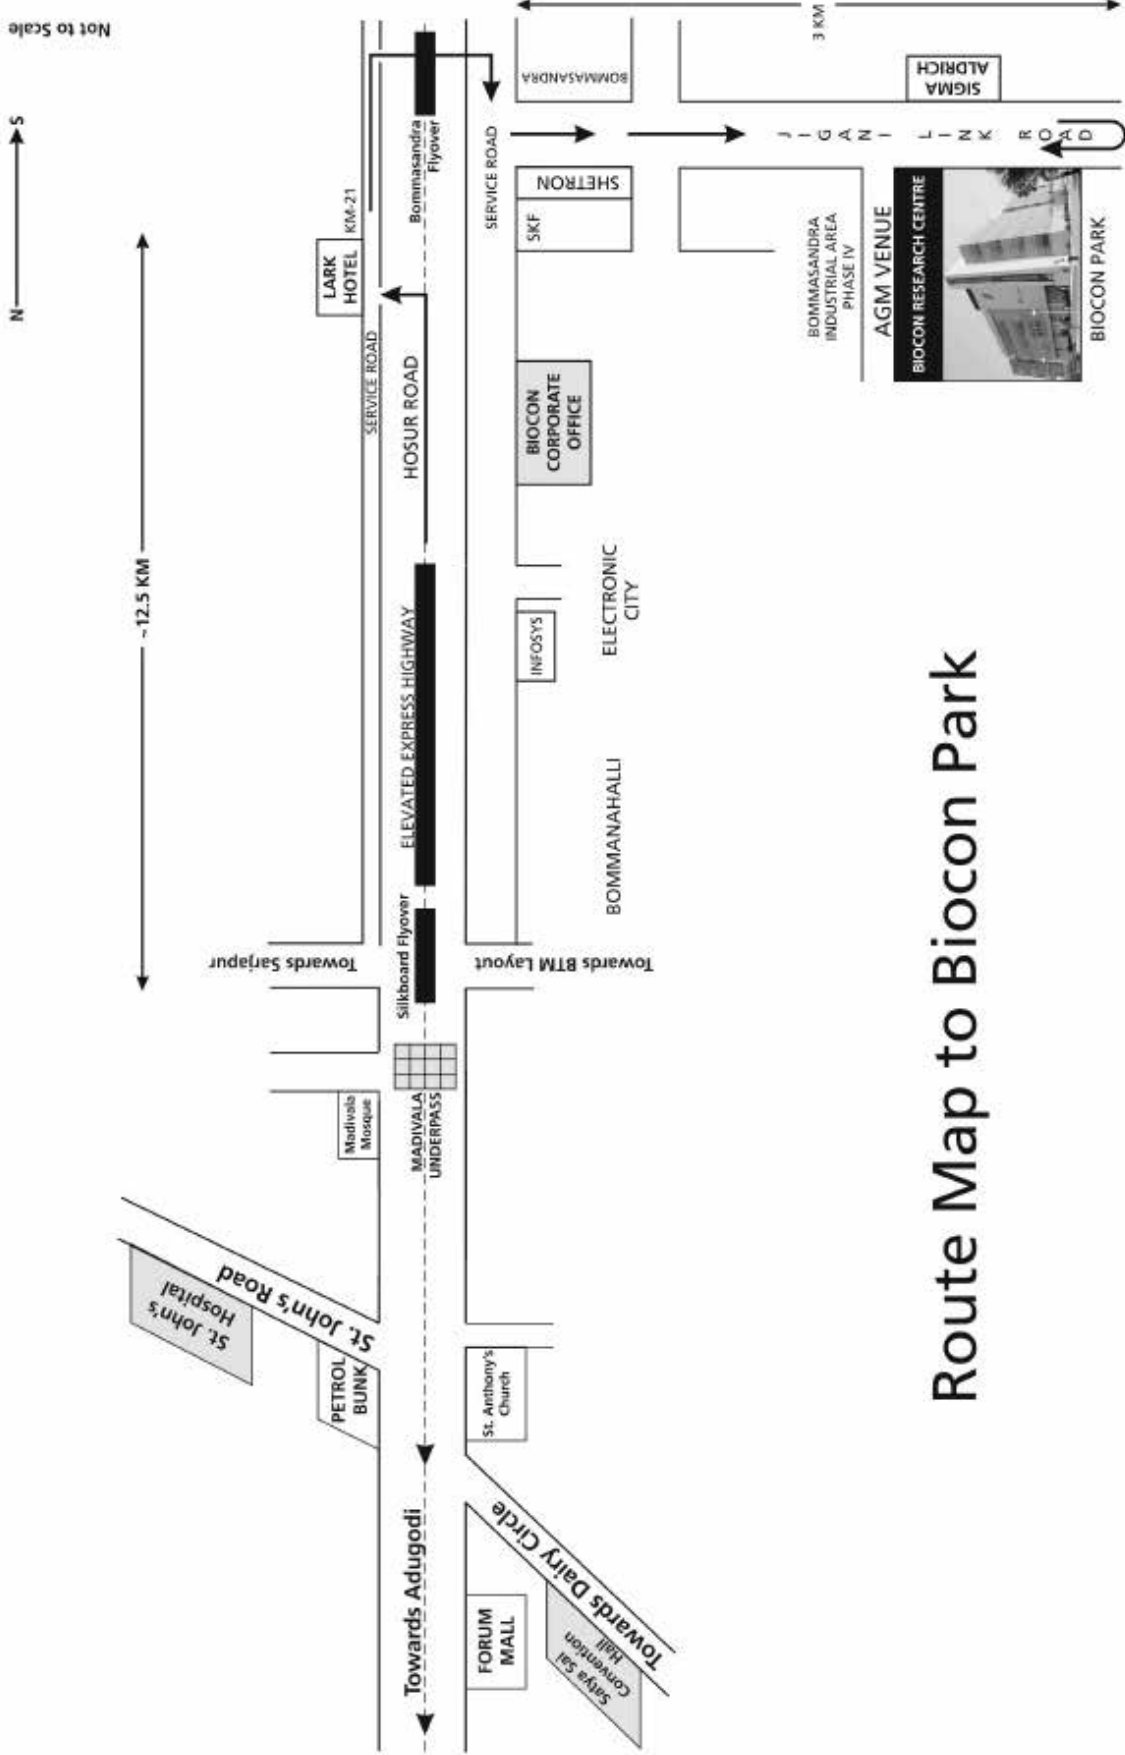 Not to Scale
N
S
~12.5 KM
3 KM
St. John's
Hospital
St. John's Road
PETROL
BUNK
Madivala
Mosque
Towards Sarjapur
SERVICE ROAD
LARK
HOTEL
KM-21
Towards Adugodi
MADIVALA
UNDERPASS
Silkboard Flyover
ELEVATED EXPRESS HIGHWAY
HOSUR ROAD
Bommasandra
Flyover
FORUM
MALL
Towards Dairy Circle
Satya Sai
Convention
Hall
St. Anthony's
Church
Towards BTM Layout
BOMMANAHALLI
INFOSYS
ELECTRONIC
CITY
BIOCON
CORPORATE
OFFICE
SKF
SHETRON
SERVICE ROAD
BOMMASANDRA
JIGANI LINK ROAD
SIGMA
ALDRICH
BOMMASANDRA
INDUSTRIAL AREA
PHASE IV
AGM VENUE
BIOCON RESEARCH CENTRE
BIOCON PARK
Route Map to Biocon Park